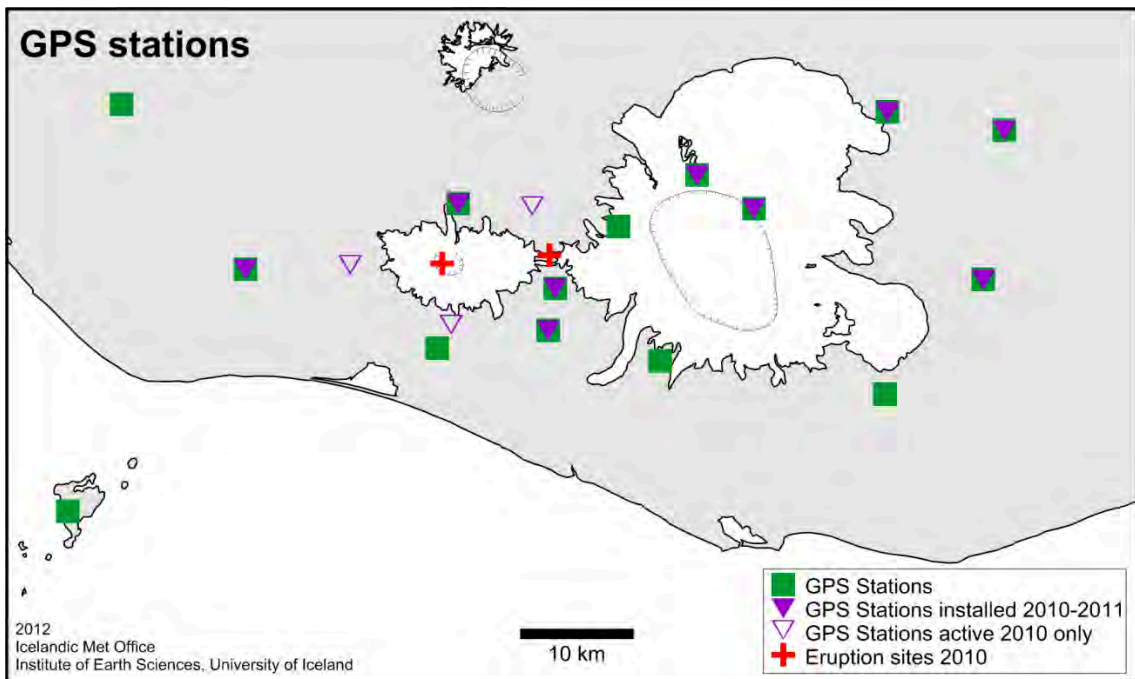 GPS stations
GPS Stations
GPS Stations installed 2010-2011
GPS Stations active 2010 only
Eruption sites 2010
10 km
2012
Icelandic Met Office
Institute of Earth Sciences, University of Iceland